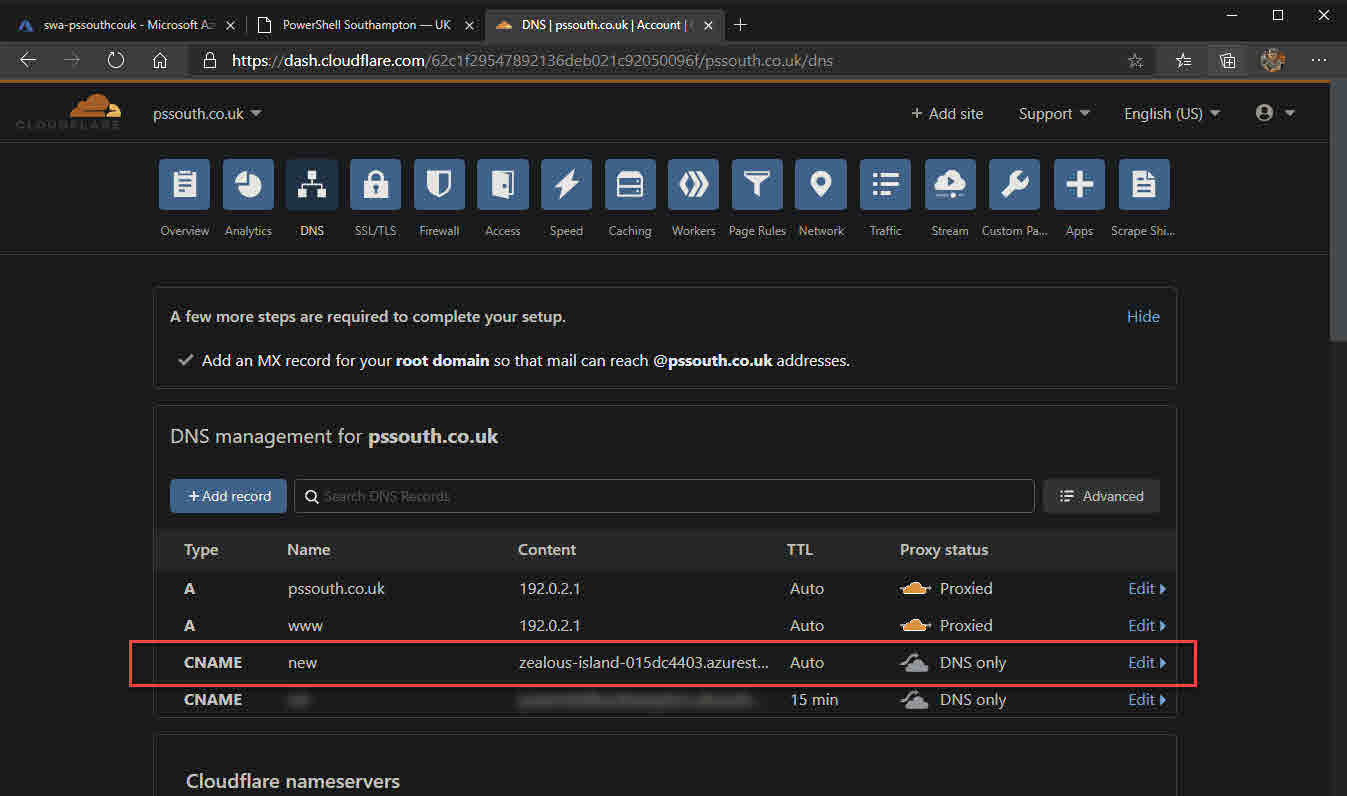 swa-pssouthcouk - Microsoft Az
PowerShell Southampton — UK
DNS | pssouth.co.uk | Account |
https://dash.cloudflare.com/62c1f29547892136deb021c92050096f/pssouth.co.uk/dns
CLOUDFLARE
pssouth.co.uk
+ Add site
Support
English (US)
Overview
Analytics
DNS
SSL/TLS
Firewall
Access
Speed
Caching
Workers
Page Rules
Network
Traffic
Stream
Custom Pa...
Apps
Scrape Shi...
A few more steps are required to complete your setup.
Hide
Add an MX record for your root domain so that mail can reach @pssouth.co.uk addresses.
DNS management for pssouth.co.uk
+ Add record
Search DNS Records
Advanced
Type Name Content TTL Proxy status
A pssouth.co.uk 192.0.2.1 Auto Proxied Edit
A www 192.0.2.1 Auto Proxied Edit
CNAME new zealous-island-015dc4403.azurest... Auto DNS only Edit
CNAME 15 min DNS only Edit
Cloudflare nameservers